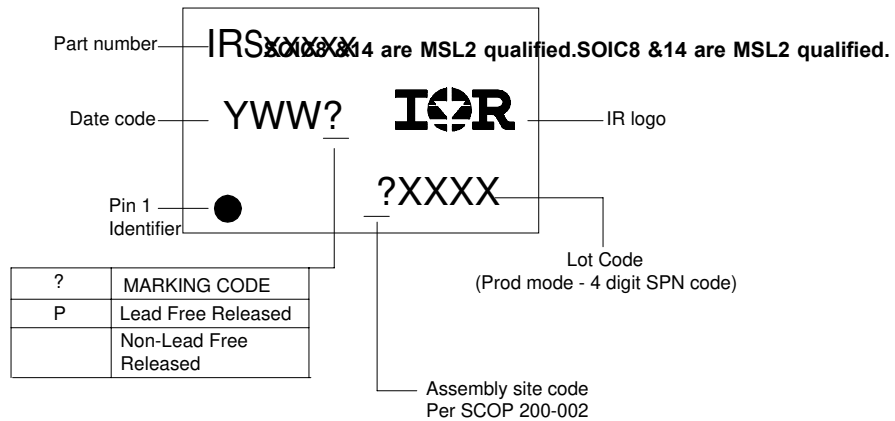 Part number
IRSxxxxx
SOIC8 &14 are MSL2 qualified.SOIC8 &14 are MSL2 qualified.
Date code
YWW?
IOR
IR logo
?XXXX
Pin 1
Identifier
Lot Code
(Prod mode - 4 digit SPN code)
? MARKING CODE
P Lead Free Released
Non-Lead Free
Released
Assembly site code
Per SCOP 200-002